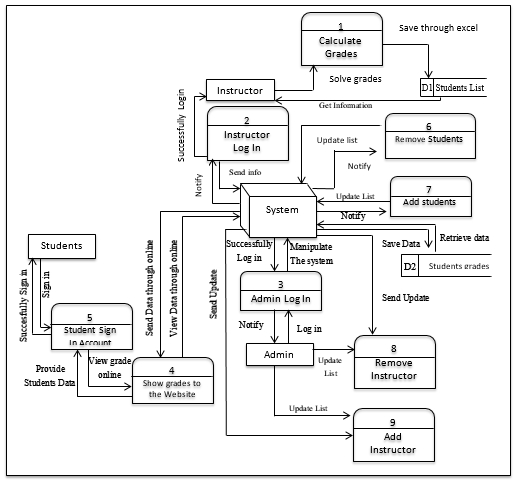 1
Calculate
Grades
Save through excel
D1 Students List
Solve grades
Instructor
Get Information
Successfully Login
2
Instructor
Log In
Send info
Notify
6
Remove Students
Update list
Notify
7
Add students
Update List
Notify
System
Save Data
Retrieve data
D2 Students grades
Students
Succesfully Sign in
Sign in
Send Data through online
View Data through online
Send Update
Successfully
Log in
Manipulate
The system
3
Admin Log In
Send Update
5
Student Sign
In Account
Notify
Log in
Admin
Update
List
8
Remove
Instructor
Provide
Students Data
View grade
online
4
Show grades to
the Website
Update List
9
Add
Instructor